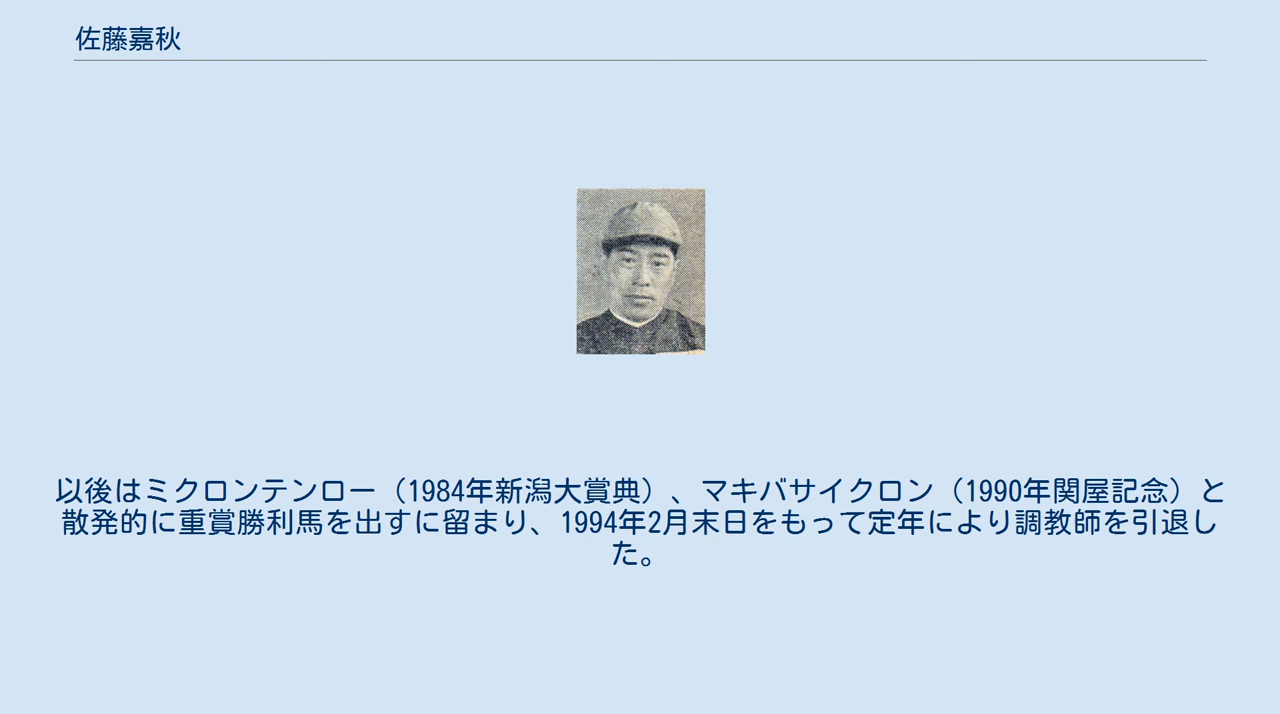 佐藤嘉秋
以後はミクロンテンロー（1984年新潟大賞典）、マキバサイクロン（1990年関屋記念）と
散発的に重賞勝利馬を出すに留まり、1994年2月末日をもって定年により調教師を引退し
た。